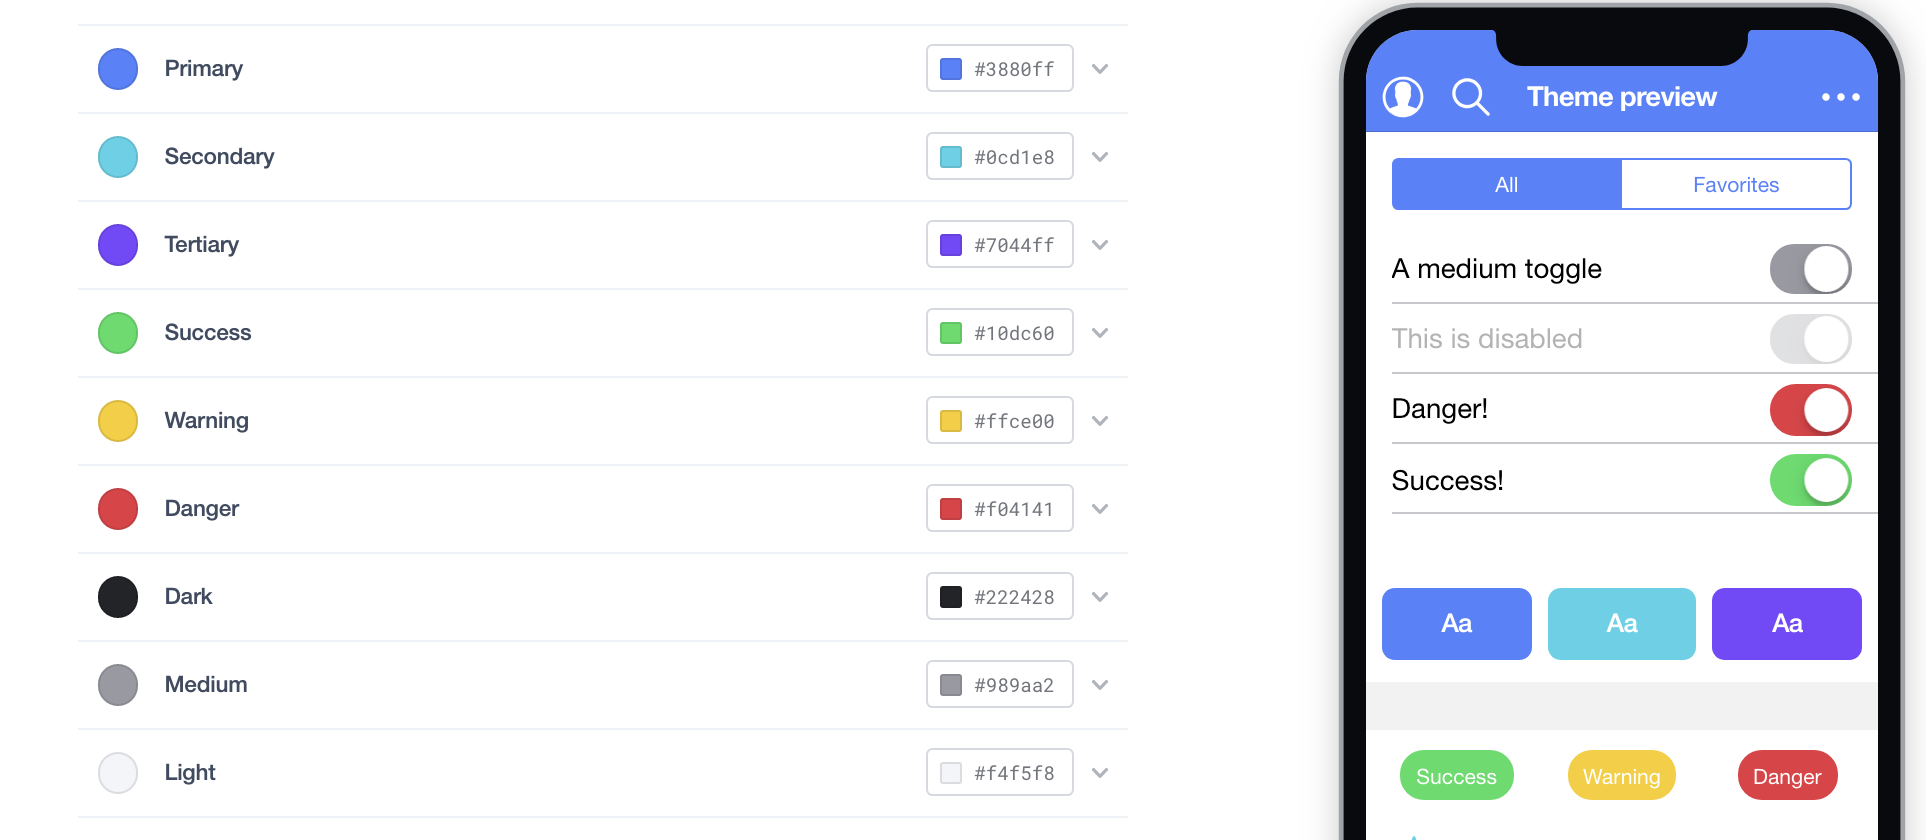 Primary
#3880ff
Secondary
#0cd1e8
Tertiary
#7044ff
Success
#10dc60
Warning
#ffce00
Danger
#f04141
Dark
#222428
Medium
#989aa2
Light
#f4f5f8
Theme preview
All
Favorites
A medium toggle
This is disabled
Danger!
Success!
Aa
Aa
Aa
Success
Warning
Danger